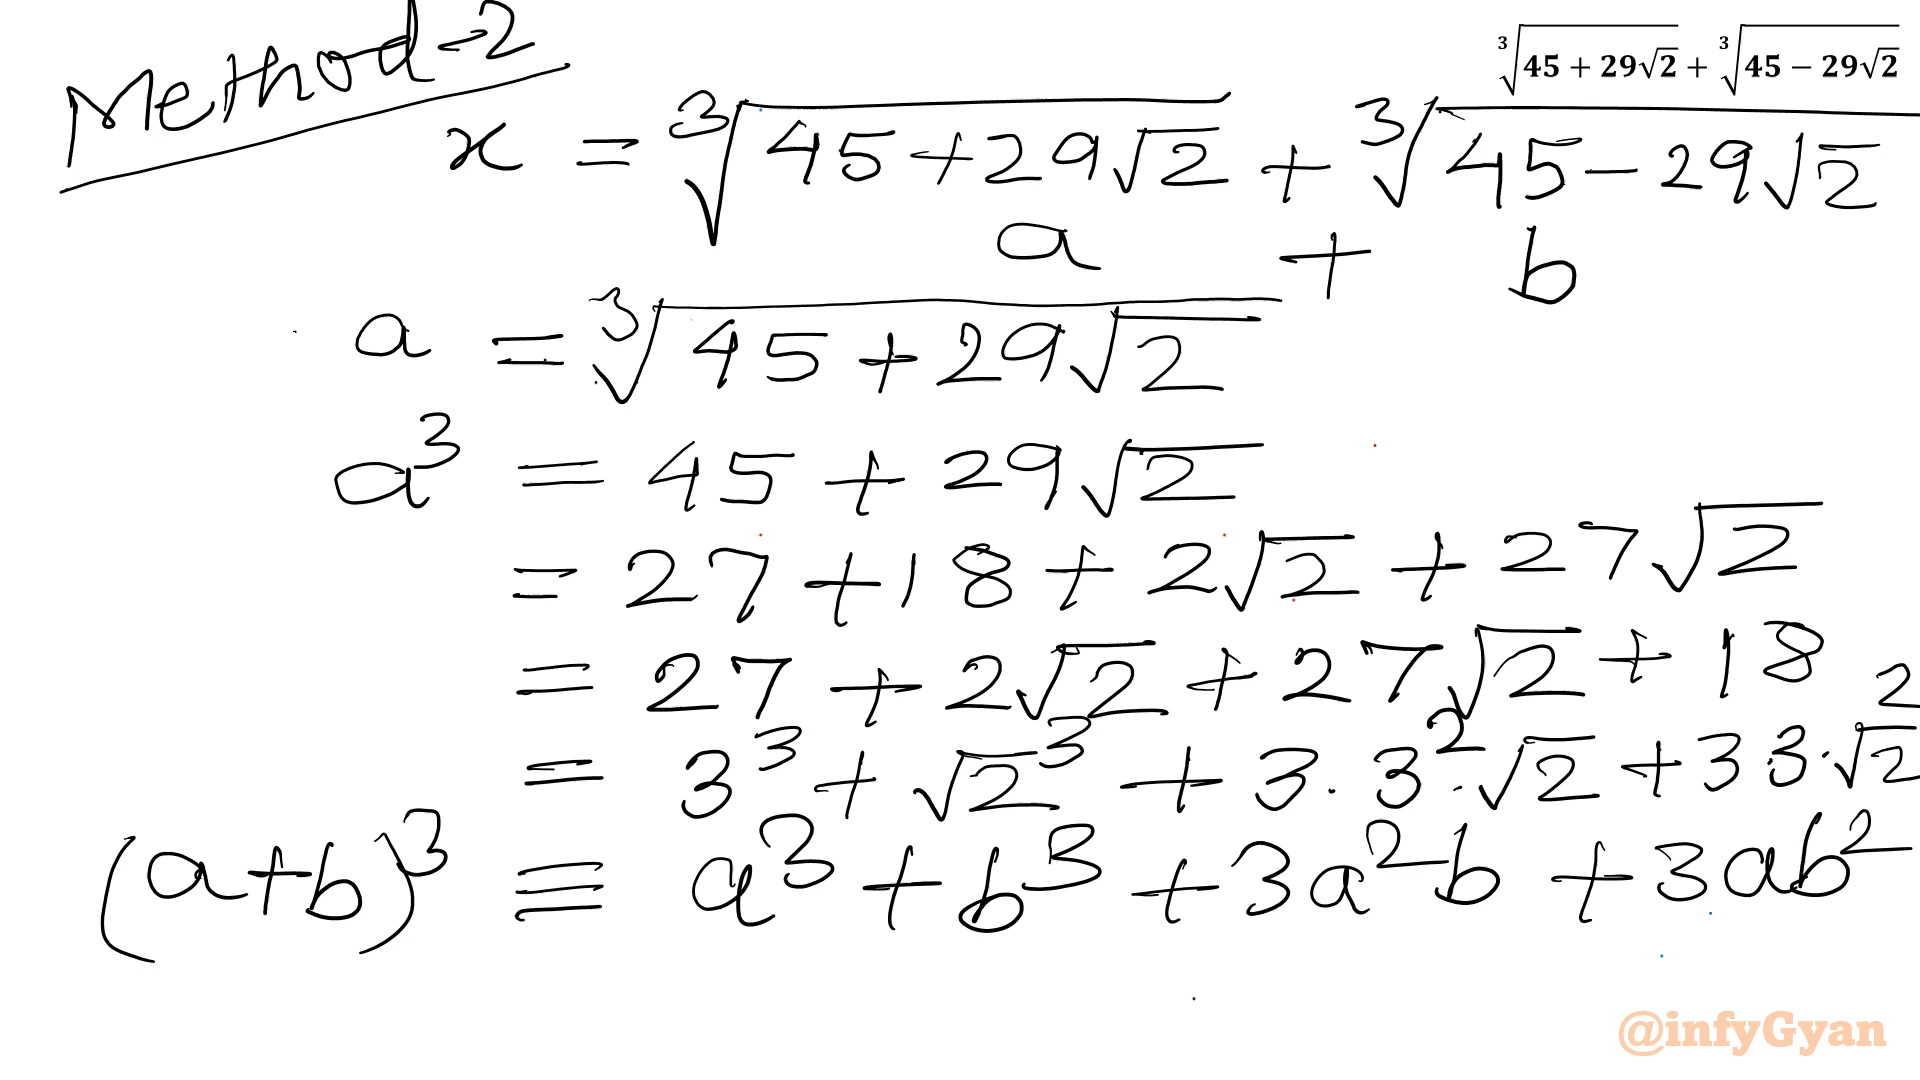 Method-2
∛(45 + 29√2) + ∛(45 − 29√2)
x = ∛(45+29√2) + ∛(45−29√2)
a + b
a = ∛(45+29√2)
a³ = 45 + 29√2
= 27 + 18 + 2√2 + 27√2
= 27 + 2√2 + 27√2 + 18
= 3³ + √2³ + 3·3²·√2 + 3·3·√2²
(a+b)³ ≡ a³ + b³ + 3a²b + 3ab²
@infyGyan